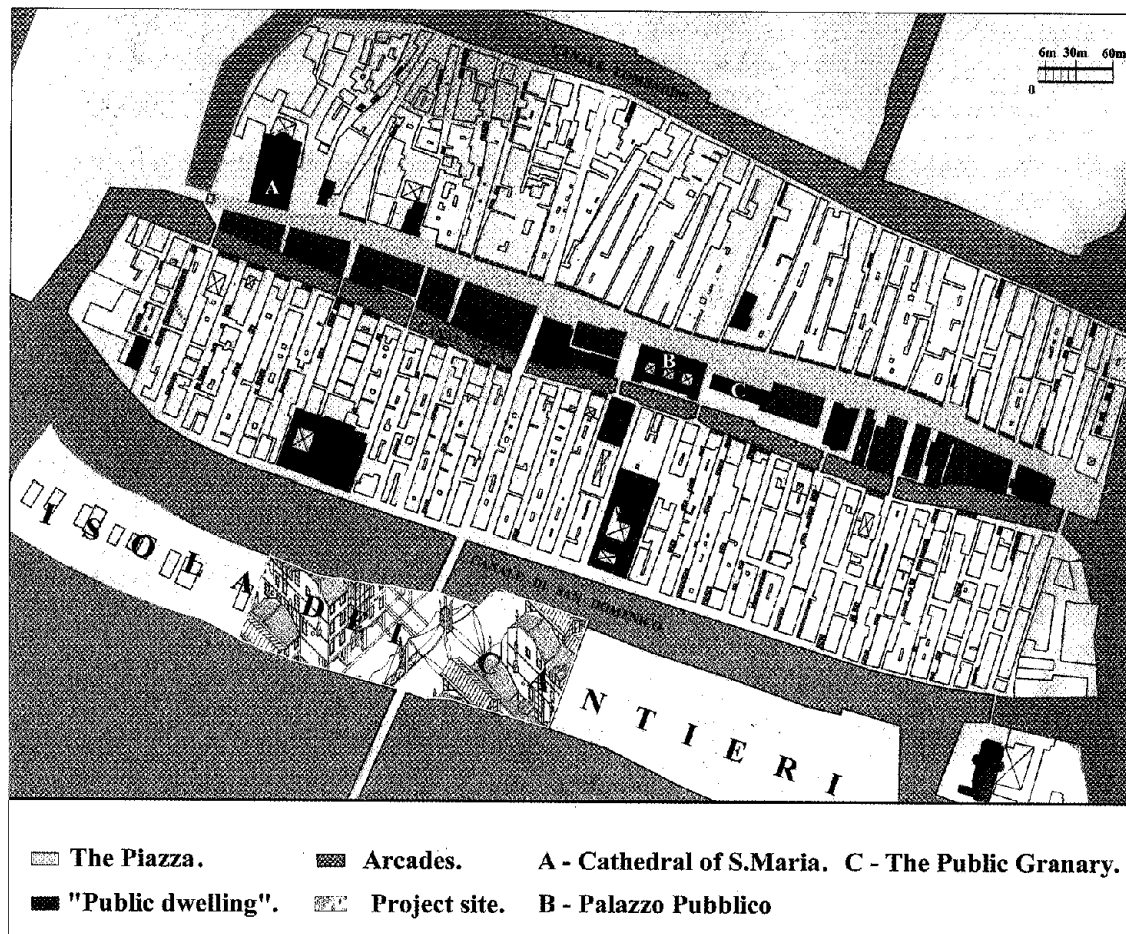 6m 30m 60m
0
A
B
C
CANALE DI SAN DOMENICO
ISOLA DEI C
NTIERI
The Piazza. Arcades. A - Cathedral of S.Maria. C - The Public Granary.
"Public dwelling". Project site. B - Palazzo Pubblico